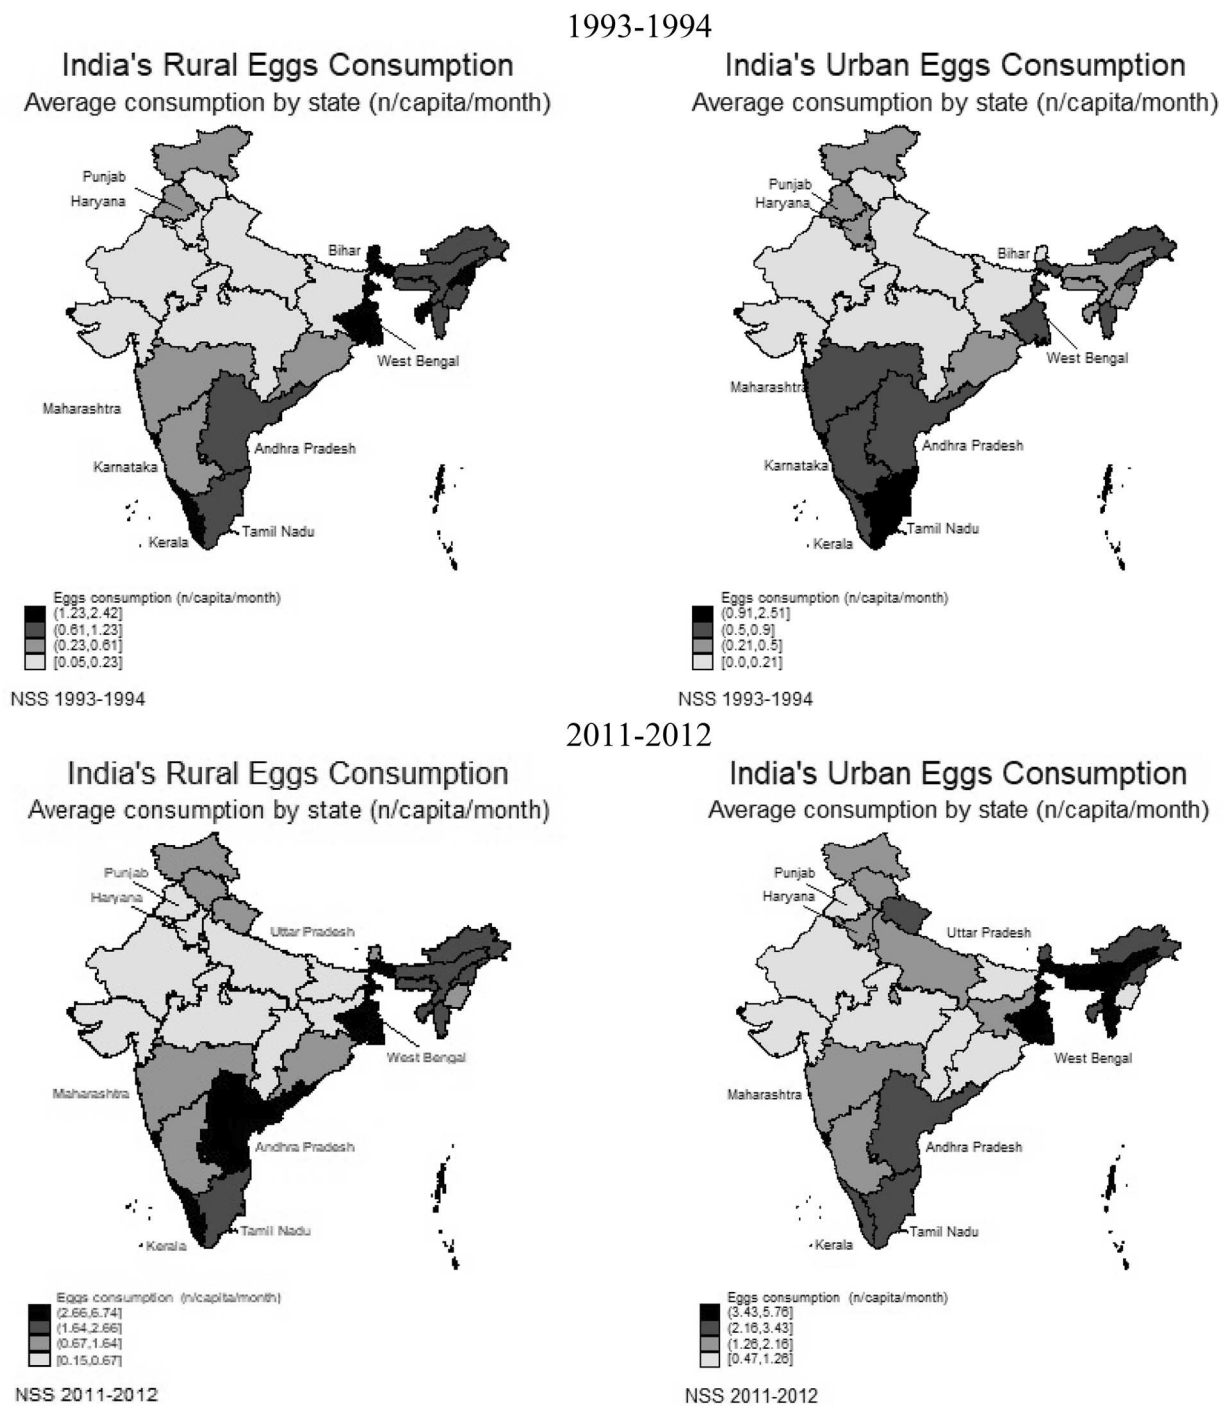 1993-1994
India's Rural Eggs Consumption
Average consumption by state (n/capita/month)
Punjab
Haryana
Bihar
West Bengal
Maharashtra
Andhra Pradesh
Karnataka
Tamil Nadu
Kerala
Eggs consumption (n/capita/month)
(1.23,2.42]
(0.61,1.23]
(0.23,0.61]
[0.05,0.23]
NSS 1993-1994
India's Urban Eggs Consumption
Average consumption by state (n/capita/month)
Punjab
Haryana
Bihar
West Bengal
Maharashtra
Andhra Pradesh
Karnataka
Tamil Nadu
Kerala
Eggs consumption (n/capita/month)
(0.91,2.51]
(0.5,0.9]
(0.21,0.5]
[0.0,0.21]
NSS 1993-1994
2011-2012
India's Rural Eggs Consumption
Average consumption by state (n/capita/month)
Punjab
Haryana
Uttar Pradesh
West Bengal
Maharashtra
Andhra Pradesh
Tamil Nadu
Kerala
Eggs consumption (n/capita/month)
(2.66,6.74]
(1.64,2.66]
(0.67,1.64]
[0.15,0.67]
NSS 2011-2012
India's Urban Eggs Consumption
Average consumption by state (n/capita/month)
Punjab
Haryana
Uttar Pradesh
West Bengal
Maharashtra
Andhra Pradesh
Tamil Nadu
Kerala
Eggs consumption (n/capita/month)
(3.43,5.76]
(2.16,3.43]
(1.26,2.16]
[0.47,1.26]
NSS 2011-2012